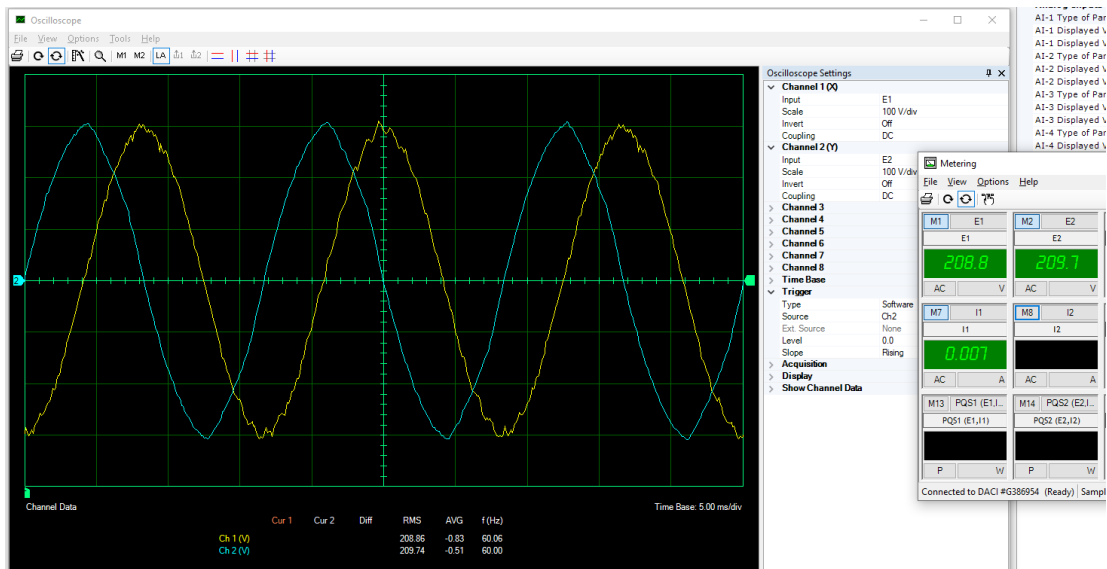 Oscilloscope
File View Options Tools Help
M1 M2 LA 1 2
2
Channel Data
Time Base: 5.00 ms/div
Cur 1 Cur 2 Diff RMS AVG f (Hz)
Ch 1 (V) 208.86 -0.83 60.06
Ch 2 (V) 209.74 -0.51 60.00
Oscilloscope Settings
Channel 1 (X)
Input E1
Scale 100 V/div
Invert Off
Coupling DC
Channel 2 (Y)
Input E2
Scale 100 V/div
Invert Off
Coupling DC
Channel 3
Channel 4
Channel 5
Channel 6
Channel 7
Channel 8
Time Base
Trigger
Type Software
Source Ch2
Ext. Source None
Level 0.0
Slope Rising
Acquisition
Display
Show Channel Data
AI-1 Type of Par
AI-1 Displayed V
AI-1 Displayed V
AI-2 Type of Par
AI-2 Displayed V
AI-2 Displayed V
AI-3 Type of Par
AI-3 Displayed V
AI-3 Displayed V
AI-4 Type of Par
AI-4 Displayed V
Metering
File View Options Help
M1 E1 M2 E2
E1 E2
208.8 209.7
AC V AC V
M7 I1 M8 I2
I1 I2
0.007
AC A AC A
M13 PQS1 (E1,I... M14 PQS2 (E2,I...
PQS1 (E1,I1) PQS2 (E2,I2)
P W P W
Connected to DACI #G386954 (Ready) Sampl